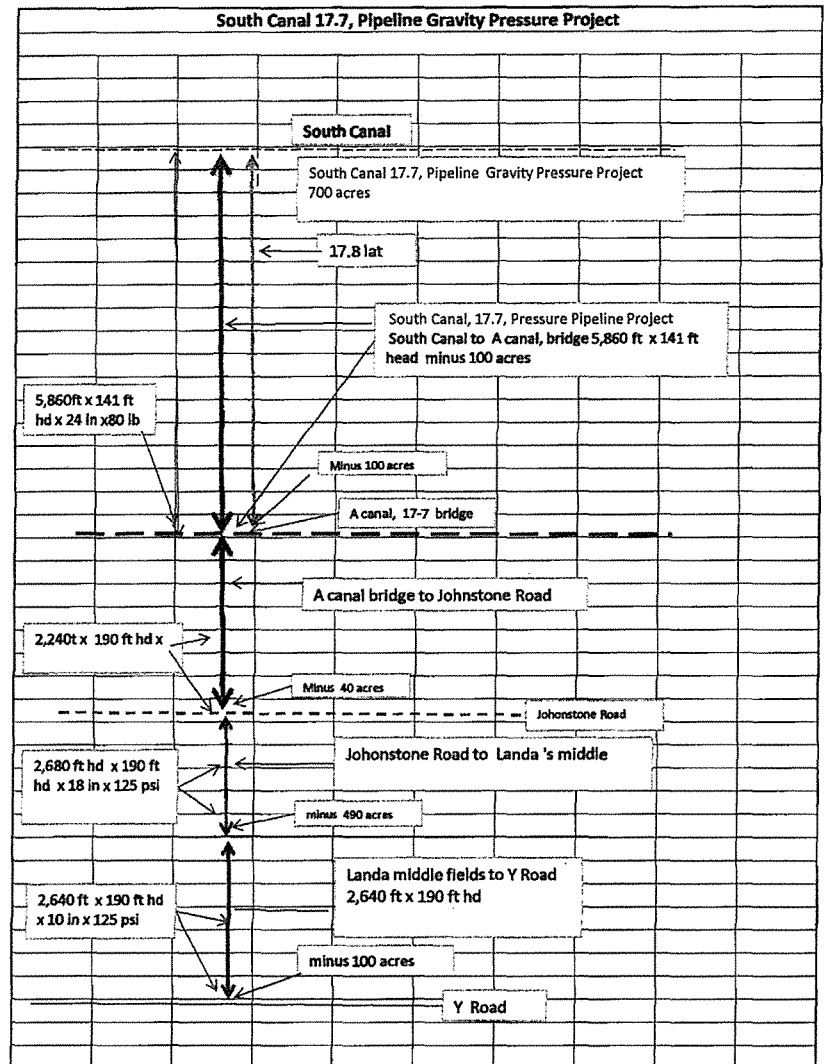 South Canal 17.7, Pipeline Gravity Pressure Project
South Canal
South Canal 17.7, Pipeline Gravity Pressure Project
700 acres
17.8 lat
South Canal, 17.7, Pressure Pipeline Project
South Canal to A canal, bridge 5,860 ft x 141 ft
head minus 100 acres
5,860ft x 141 ft
hd x 24 in x80 lb
Minus 100 acres
A canal, 17-7 bridge
A canal bridge to Johnstone Road
2,240t x 190 ft hd x
Minus 40 acres
Johonstone Road
Johonstone Road to Landa 's middle
2,680 ft hd x 190 ft
hd x 18 in x 125 psi
minus 490 acres
Landa middle fields to Y Road
2,640 ft x 190 ft hd
2,640 ft x 190 ft hd
x 10 in x 125 psi
minus 100 acres
Y Road